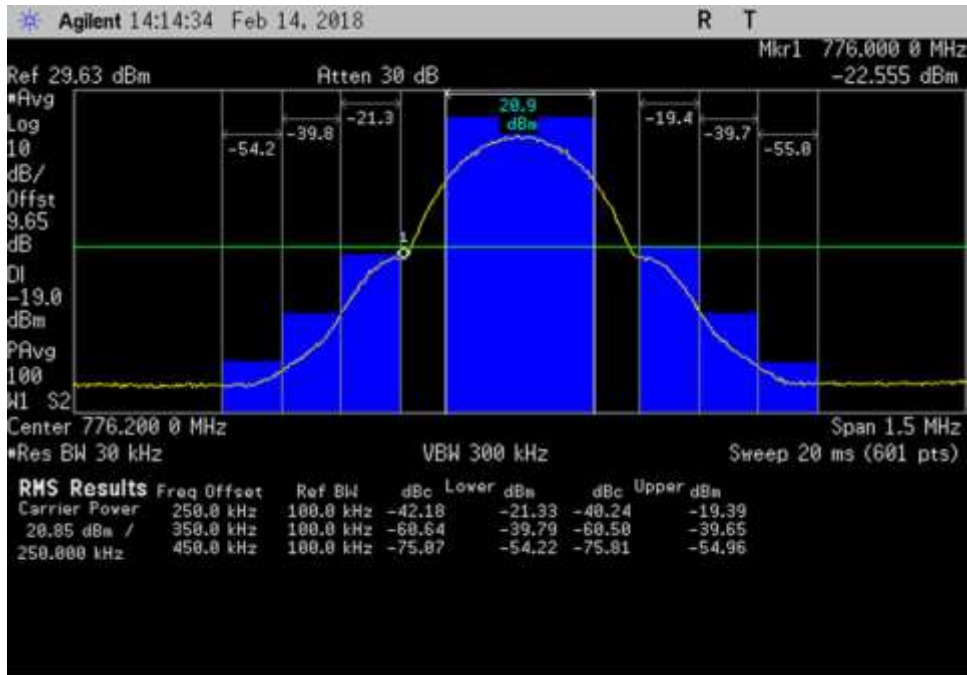 Agilent 14:14:34 Feb 14, 2018 R T
Mkr1 776.000 0 MHz
Ref 29.63 dBm Atten 30 dB -22.555 dBm
*Avg
Log
10
dB/
Offst
9.65
dB
DI
-19.0
dBm
PAvg
100
W1 S2
-54.2
-39.8
-21.3
20.9
dBm
-19.4
-39.7
-55.0
1
Center 776.200 0 MHz Span 1.5 MHz
*Res BW 30 kHz VBW 300 kHz Sweep 20 ms (601 pts)
RMS Results Freq Offset Ref BW dBc Lower dBm dBc Upper dBm
Carrier Power 250.0 kHz 100.0 kHz -42.18 -21.33 -40.24 -19.39
20.85 dBm / 350.0 kHz 100.0 kHz -60.64 -39.79 -60.50 -39.65
250.000 kHz 450.0 kHz 100.0 kHz -75.07 -54.22 -75.81 -54.96